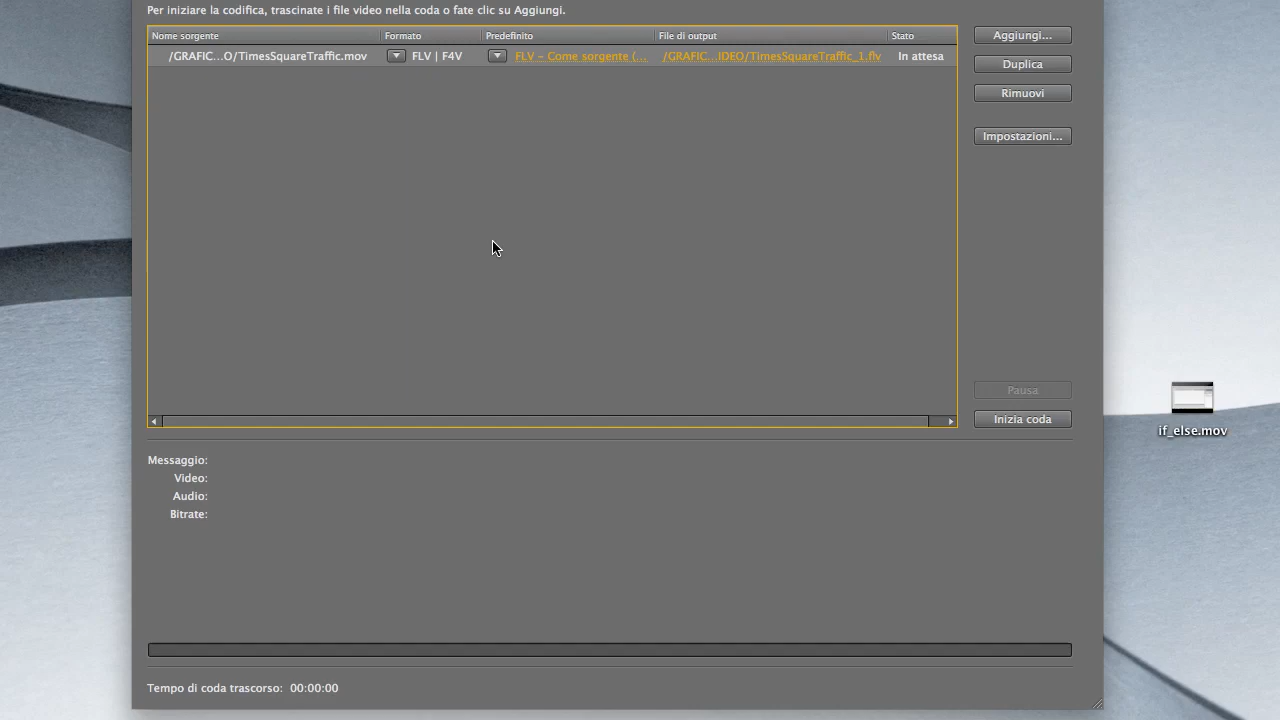 Per iniziare la codifica, trascinate i file video nella coda o fate clic su Aggiungi.
Nome sorgente Formato Predefinito File di output Stato
/GRAFIC...O/TimesSquareTraffic.mov FLV | F4V FLV – Come sorgente (... /GRAFIC...IDEO/TimesSquareTraffic_1.flv In attesa
Aggiungi...
Duplica
Rimuovi
Impostazioni...
Pausa
Inizia coda
if_else.mov
Messaggio:
Video:
Audio:
Bitrate:
Tempo di coda trascorso: 00:00:00